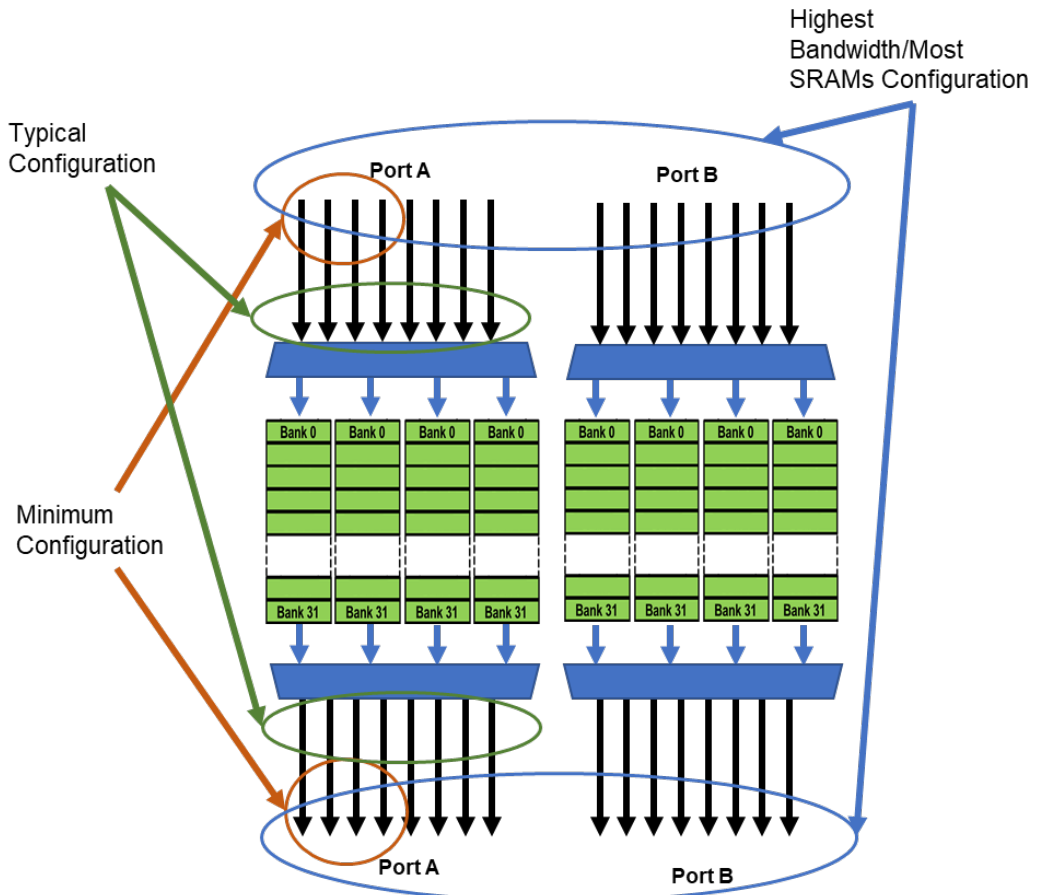 Highest
Bandwidth/Most
SRAMs Configuration
Typical
Configuration
Port A
Port B
Bank 0
Bank 0
Bank 0
Bank 0
Bank 0
Bank 0
Bank 0
Bank 0
Minimum
Configuration
Bank 31
Bank 31
Bank 31
Bank 31
Bank 31
Bank 31
Bank 31
Bank 31
Port A
Port B